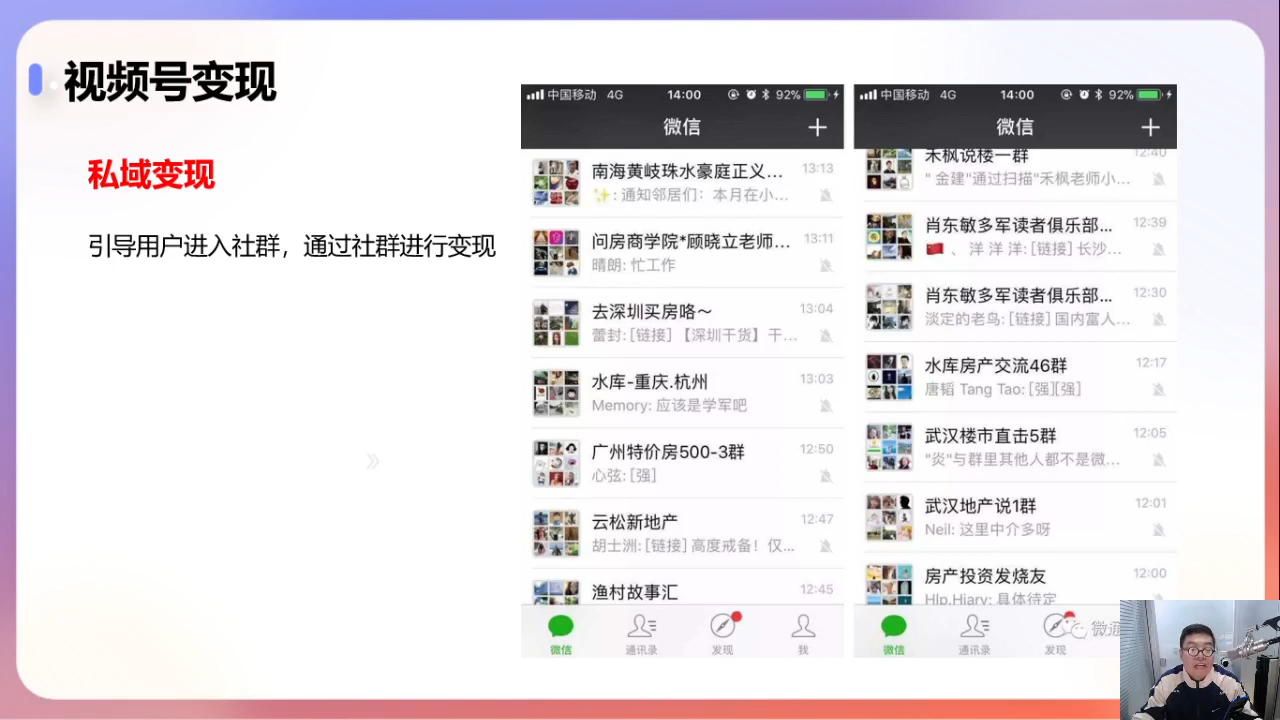 视频号变现
私域变现
引导用户进入社群，通过社群进行变现
中国移动 4G 14:00 92%
微信
南海黄岐珠水豪庭正义... 13:13
✨: 通知邻居们：本月在小...
问房商学院*顾晓立老师... 13:11
晴朗: 忙工作
去深圳买房咯～ 13:04
蕾封: [链接] 【深圳干货】干...
水库-重庆.杭州 13:03
Memory: 应该是学军吧
广州特价房500-3群 12:50
心弦: [强]
云松新地产 12:47
胡士洲: [链接] 高度戒备！仅...
渔村故事汇 12:45
微信 通讯录 发现 我
中国移动 4G 14:00 92%
微信
禾枫说楼一群 12:40
"金建"通过扫描"禾枫老师小...
肖东敏多军读者俱乐部... 12:39
🇨🇳 、 洋 洋 洋: [链接] 长沙...
肖东敏多军读者俱乐部... 12:30
淡定的老鸟: [链接] 国内富人...
水库房产交流46群 12:17
唐韬 Tang Tao: [强][强]
武汉楼市直击5群 12:05
"炎"与群里其他人都不是微...
武汉地产说1群 12:01
Neil: 这里中介多呀
房产投资发烧友 12:00
Hlp.Hiary: 具体待定
微信 通讯录 发现